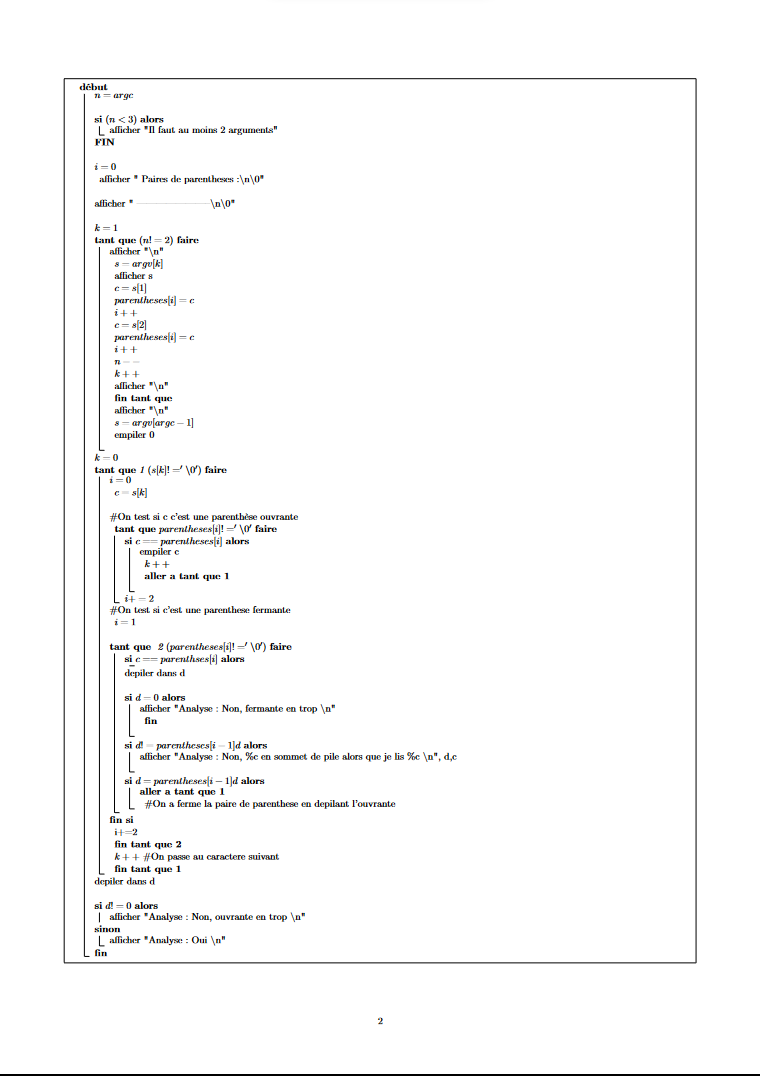 début
n = argc
si (n < 3) alors
afficher "Il faut au moins 2 arguments"
FIN
i = 0
afficher " Paires de parentheses :\n\0"
afficher " ——————————\n\0"
k = 1
tant que (n! = 2) faire
afficher "\n"
s = argv[k]
afficher s
c = s[1]
parentheses[i] = c
i + +
c = s[2]
parentheses[i] = c
i + +
n − −
k + +
afficher "\n"
fin tant que
afficher "\n"
s = argv[argc − 1]
empiler 0
k = 0
tant que 1 (s[k]! =′ \0′) faire
i = 0
c = s[k]
#On test si c c'est une parenthèse ouvrante
tant que parentheses[i]! =′ \0′ faire
si c == parentheses[i] alors
empiler c
k + +
aller a tant que 1
i+ = 2
#On test si c'est une parenthese fermante
i = 1
tant que 2 (parentheses[i]! =′ \0′) faire
si c == parenthses[i] alors
depiler dans d
si d = 0 alors
afficher "Analyse : Non, fermante en trop \n"
fin
si d! = parentheses[i − 1]d alors
afficher "Analyse : Non, %c en sommet de pile alors que je lis %c \n", d,c
si d = parentheses[i − 1]d alors
aller a tant que 1
#On a ferme la paire de parenthese en depilant l'ouvrante
fin si
i+=2
fin tant que 2
k + + #On passe au caractere suivant
fin tant que 1
depiler dans d
si d! = 0 alors
afficher "Analyse : Non, ouvrante en trop \n"
sinon
afficher "Analyse : Oui \n"
fin
2